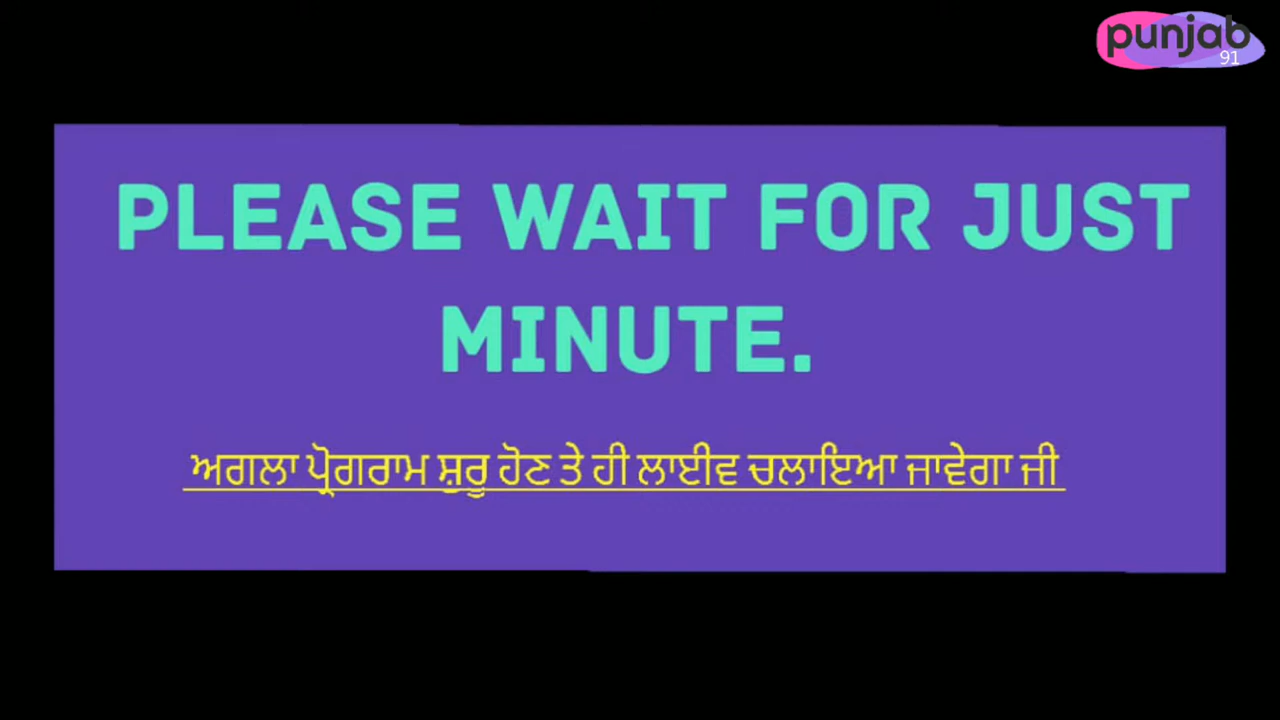 punjab
91
PLEASE WAIT FOR JUST
MINUTE.
ਅਗਲਾ ਪ੍ਰੋਗਰਾਮ ਸ਼ੁਰੂ ਹੋਣ ਤੇ ਹੀ ਲਾਈਵ ਚਲਾਇਆ ਜਾਵੇਗਾ ਜੀ